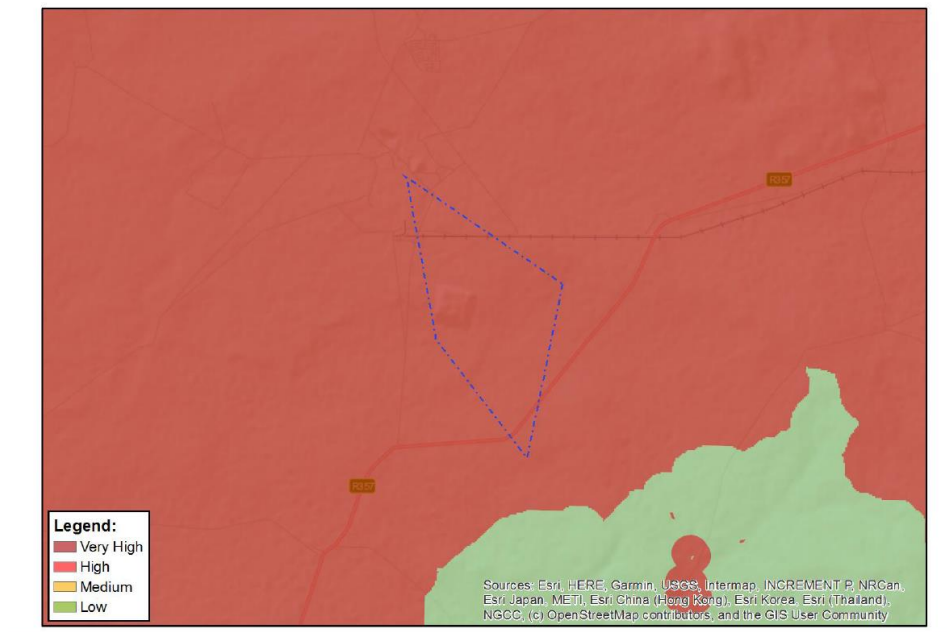 R357
R357
Legend:
Very High
High
Medium
Low
Sources: Esri, HERE, Garmin, USGS, Intermap, INCREMENT P, NRCan,
Esri Japan, METI, Esri China (Hong Kong), Esri Korea, Esri (Thailand),
NGCC, (c) OpenStreetMap contributors, and the GIS User Community